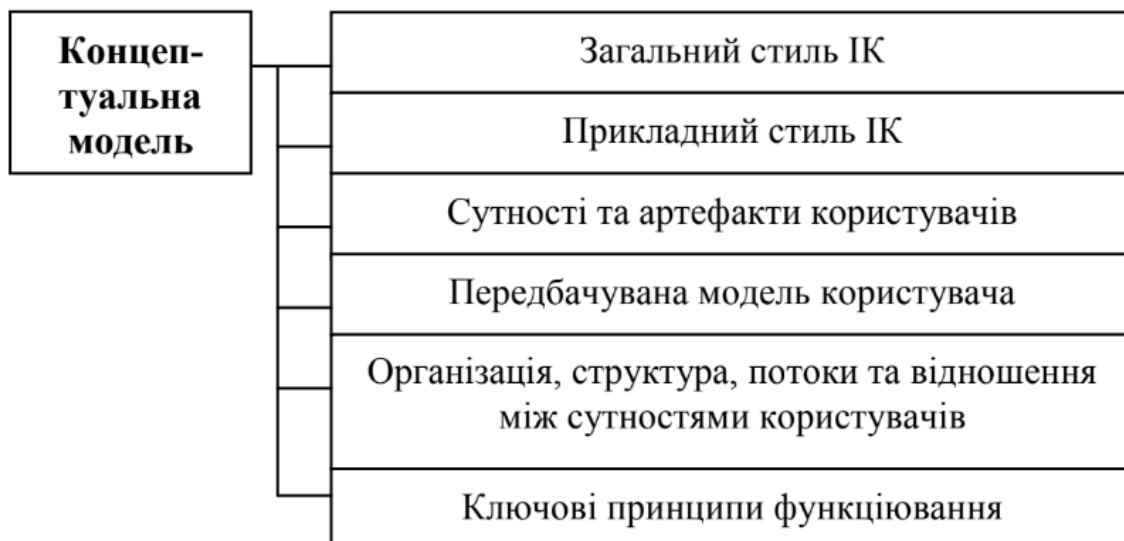 Концеп-
туальна
модель
Загальний стиль ІК
Прикладний стиль ІК
Сутності та артефакти користувачів
Передбачувана модель користувача
Організація, структура, потоки та відношення
між сутностями користувачів
Ключові принципи функціювання